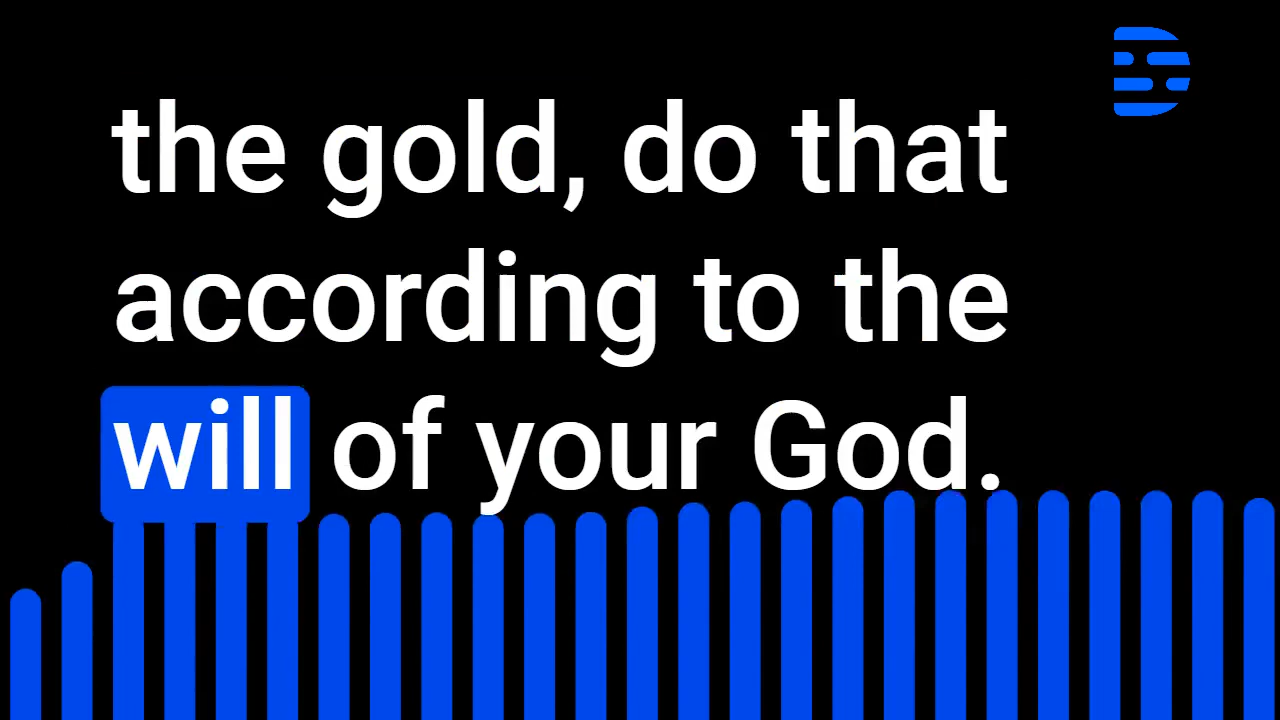 the gold, do that
according to the
will of your God.